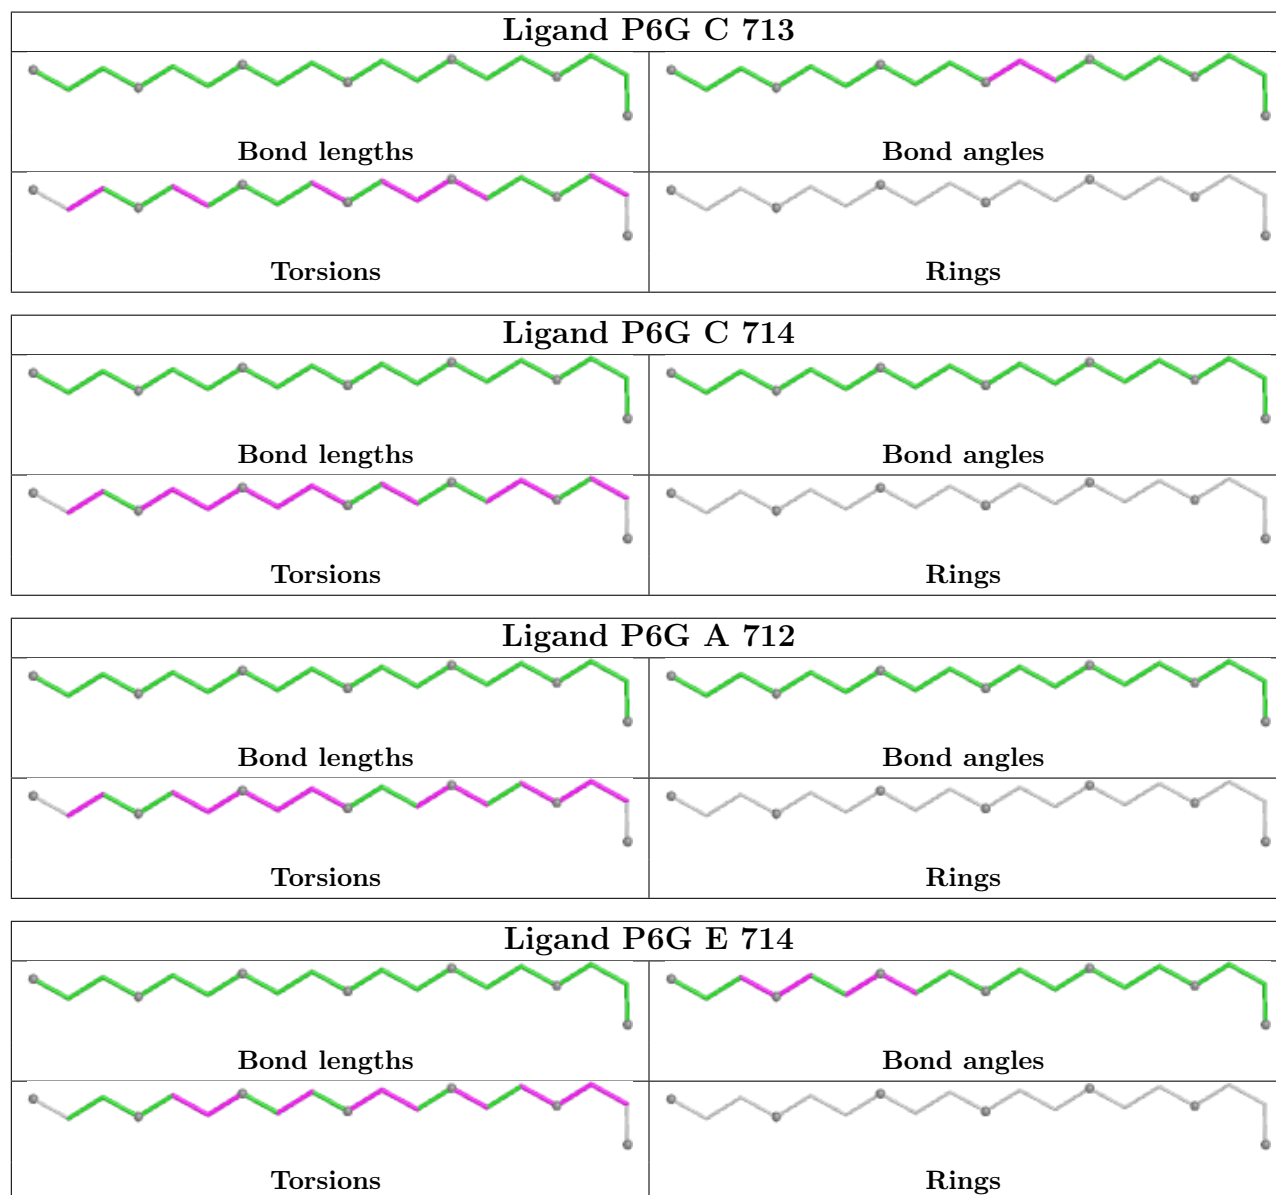 Ligand P6G C 713
Bond lengths Bond angles
Torsions Rings
Ligand P6G C 714
Bond lengths Bond angles
Torsions Rings
Ligand P6G A 712
Bond lengths Bond angles
Torsions Rings
Ligand P6G E 714
Bond lengths Bond angles
Torsions Rings